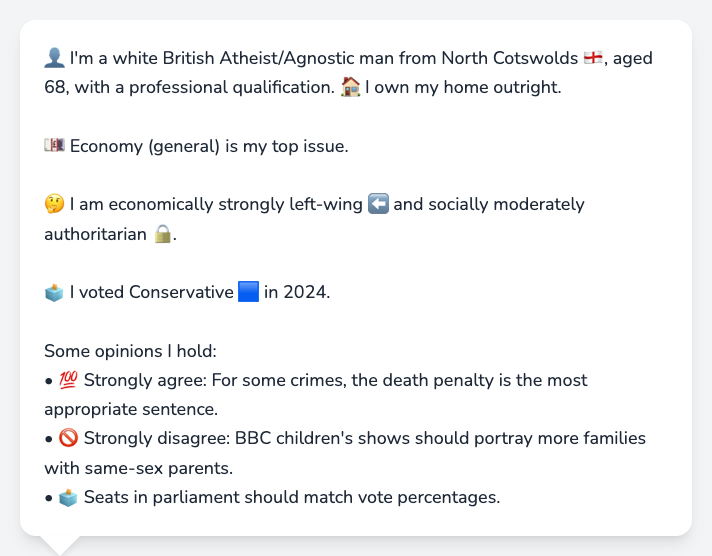 👤 I'm a white British Atheist/Agnostic man from North Cotswolds 🏴󠁧󠁢󠁥󠁮󠁧󠁿, aged
68, with a professional qualification. 🏠 I own my home outright.
💷 Economy (general) is my top issue.
🤔 I am economically strongly left-wing ⬅️ and socially moderately
authoritarian 🔒.
🗳️ I voted Conservative 🟦 in 2024.
Some opinions I hold:
• 💯 Strongly agree: For some crimes, the death penalty is the most
appropriate sentence.
• 🚫 Strongly disagree: BBC children's shows should portray more families
with same-sex parents.
• 🗳️ Seats in parliament should match vote percentages.